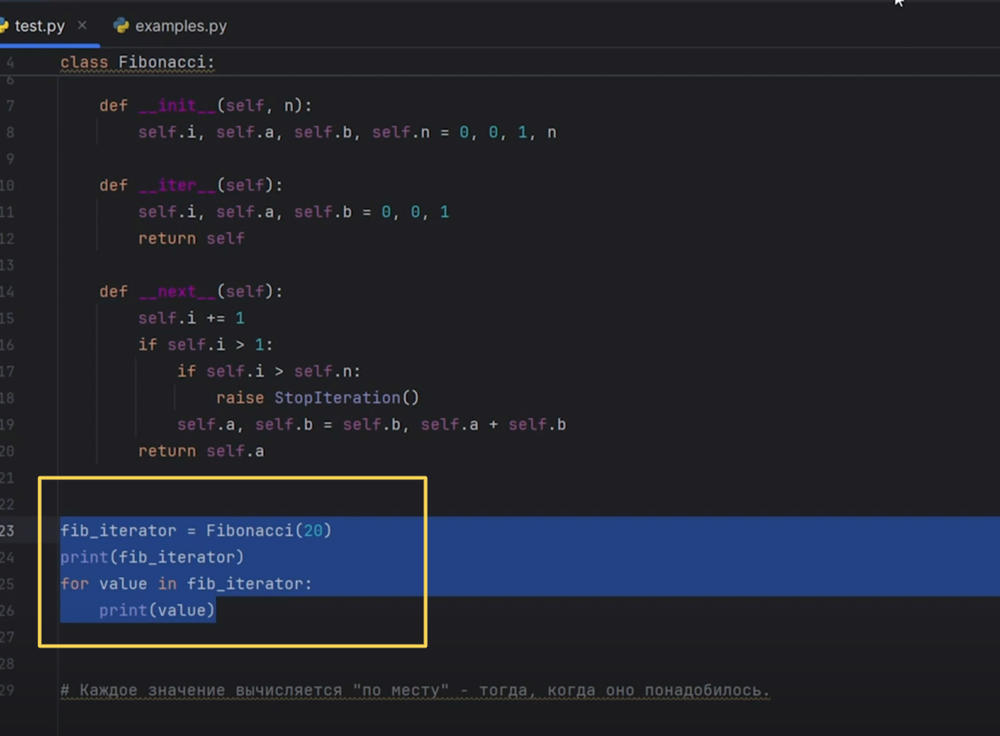 test.py × examples.py
4 class Fibonacci:
6
7 def __init__(self, n):
8 self.i, self.a, self.b, self.n = 0, 0, 1, n
9
10 def __iter__(self):
11 self.i, self.a, self.b = 0, 0, 1
12 return self
13
14 def __next__(self):
15 self.i += 1
16 if self.i > 1:
17 if self.i > self.n:
18 raise StopIteration()
19 self.a, self.b = self.b, self.a + self.b
20 return self.a
21
22
23 fib_iterator = Fibonacci(20)
24 print(fib_iterator)
25 for value in fib_iterator:
26 print(value)
27
28
29 # Каждое значение вычисляется "по месту" - тогда, когда оно понадобилось.